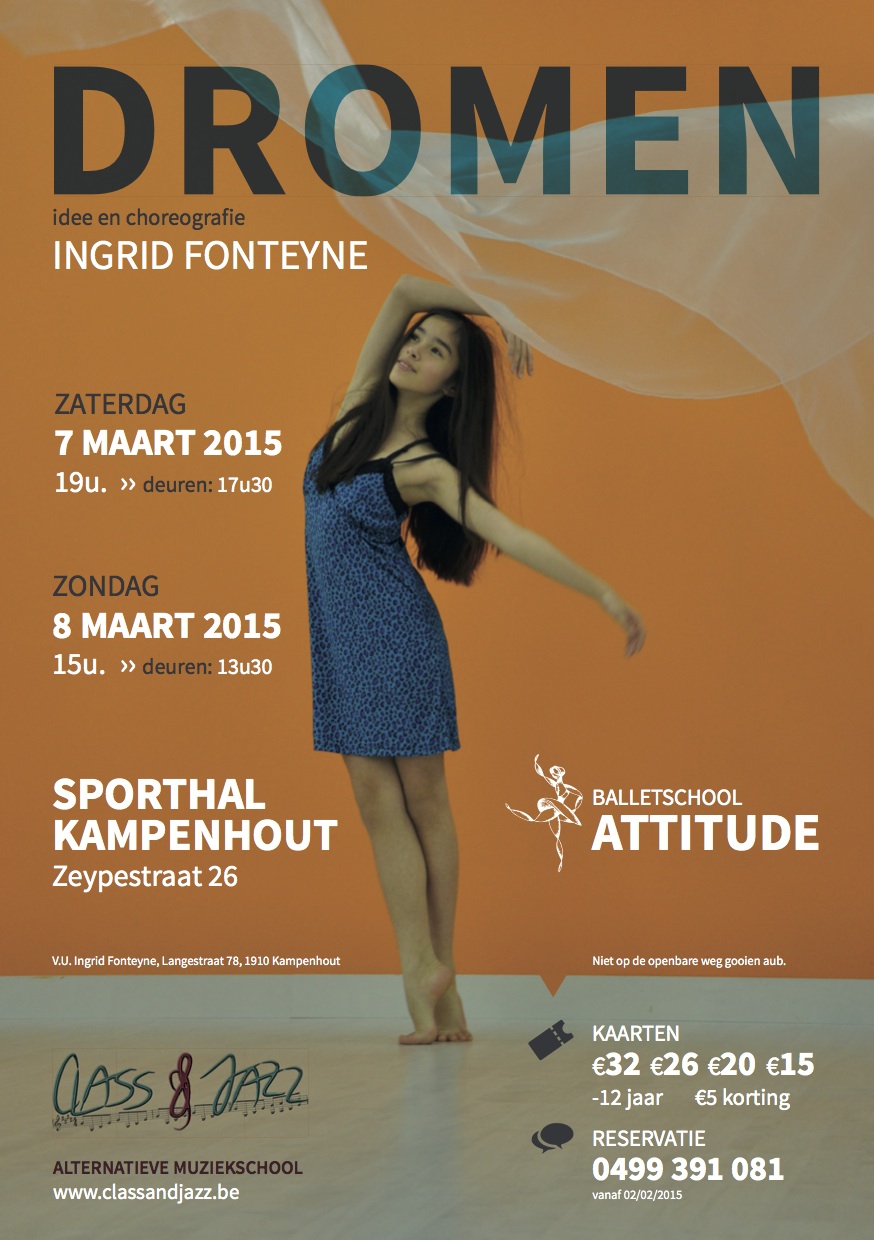 DROMEN
idee en choreografie
INGRID FONTEYNE
ZATERDAG
7 MAART 2015
19u. ›› deuren: 17u30
ZONDAG
8 MAART 2015
15u. ›› deuren: 13u30
SPORTHAL
KAMPENHOUT
Zeypestraat 26
BALLETSCHOOL
ATTITUDE
V.U. Ingrid Fonteyne, Langestraat 78, 1910 Kampenhout
Niet op de openbare weg gooien aub.
KAARTEN
€32 €26 €20 €15
-12 jaar €5 korting
RESERVATIE
0499 391 081
vanaf 02/02/2015
CLASS & JAZZ
ALTERNATIEVE MUZIEKSCHOOL
www.classandjazz.be